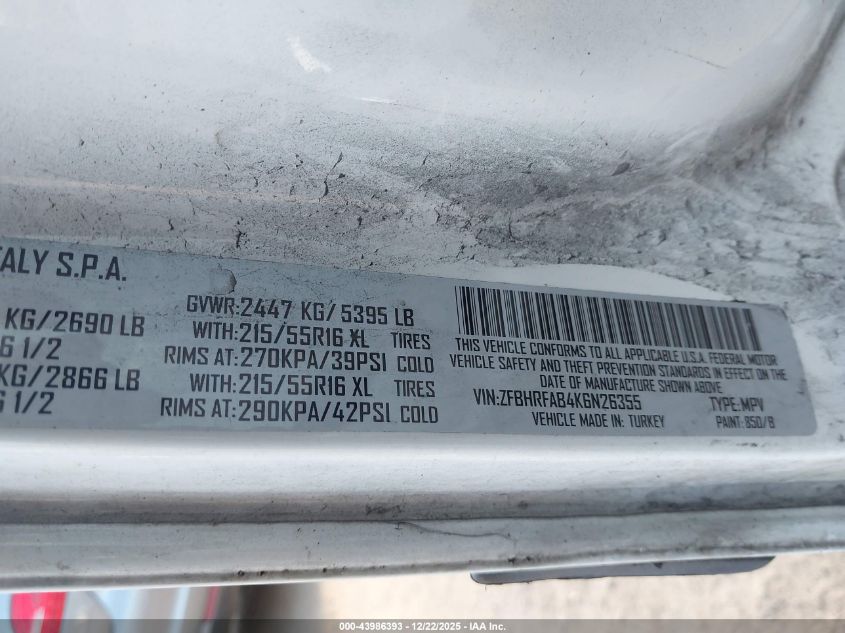 TALY S.P.A.
KG/2690 LB
6 1/2
KG/2866 LB
6 1/2
GVWR:2447 KG/5395 LB
WITH:215/55R16 XL TIRES
RIMS AT:270KPA/39PSI COLD
WITH:215/55R16 XL TIRES
RIMS AT:290KPA/42PSI COLD
THIS VEHICLE CONFORMS TO ALL APPLICABLE U.S.A. FEDERAL MOTOR
VEHICLE SAFETY AND THEFT PREVENTION STANDARDS IN EFFECT ON THE
DATE OF MANUFACTURE SHOWN ABOVE.
VIN:ZFBHRFAB4K6N26355 TYPE:MPV
VEHICLE MADE IN: TURKEY PAINT: 850/B
000-43986393 - 12/22/2025 - IAA Inc.